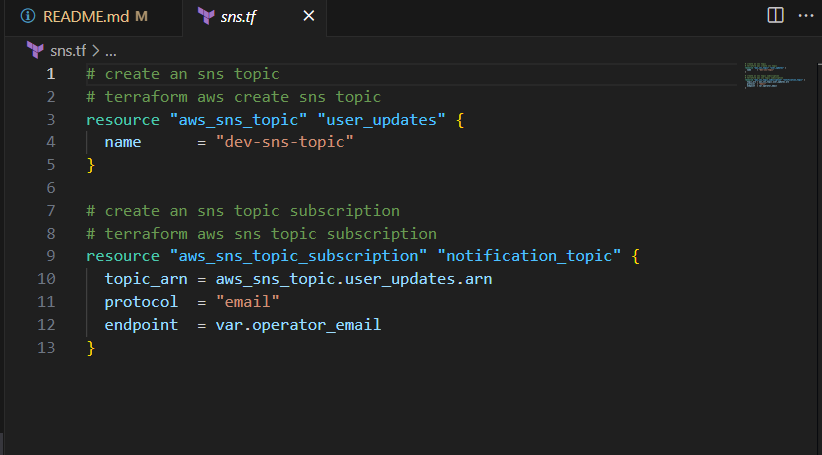 README.md M
sns.tf
sns.tf > ...
1 # create an sns topic
2 # terraform aws create sns topic
3 resource "aws_sns_topic" "user_updates" {
4 name = "dev-sns-topic"
5 }
6
7 # create an sns topic subscription
8 # terraform aws sns topic subscription
9 resource "aws_sns_topic_subscription" "notification_topic" {
10 topic_arn = aws_sns_topic.user_updates.arn
11 protocol = "email"
12 endpoint = var.operator_email
13 }